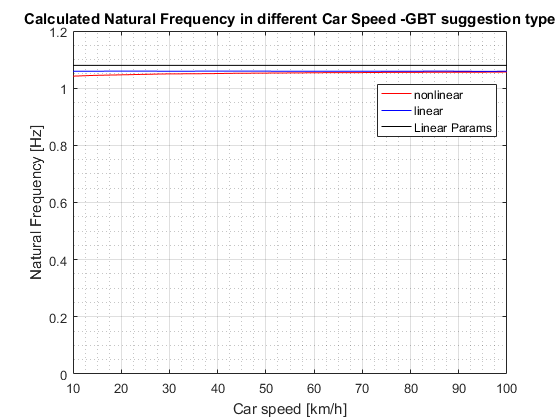 Calculated Natural Frequency in different Car Speed -GBT suggestion type
1.2
1
0.8
0.6
0.4
0.2
0
Natural Frequency [Hz]
nonlinear
linear
Linear Params
10 20 30 40 50 60 70 80 90 100
Car speed [km/h]